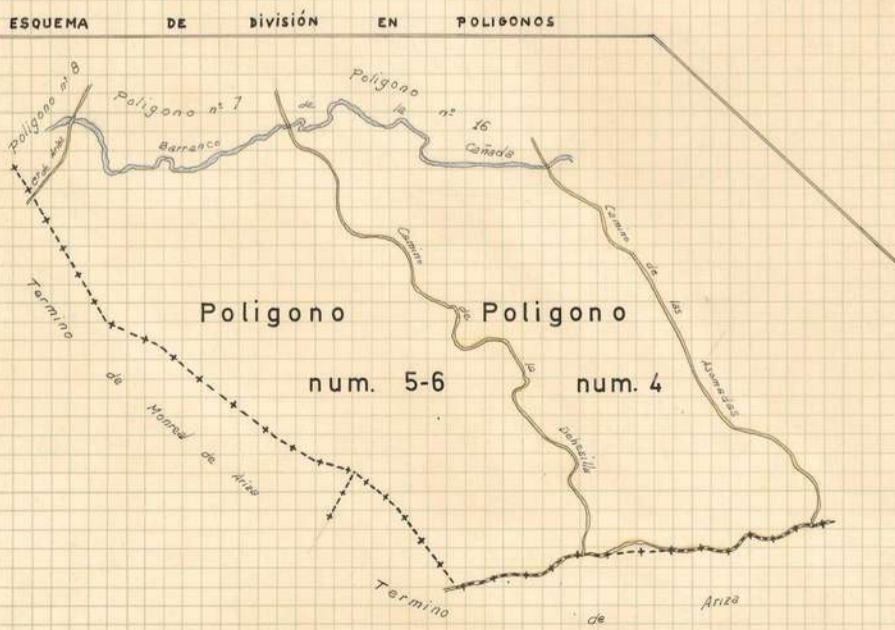 ESQUEMA DE DIVISIÓN EN POLIGONOS
Poligono nº 8
Poligono nº 7
Poligono nº 16
Barranco de la Cañada
Camino de la Dehesilla
Camino de las Asomadas
Poligono
num. 5-6
Poligono
num. 4
Termino de Monreal de Ariza
Termino de Ariza